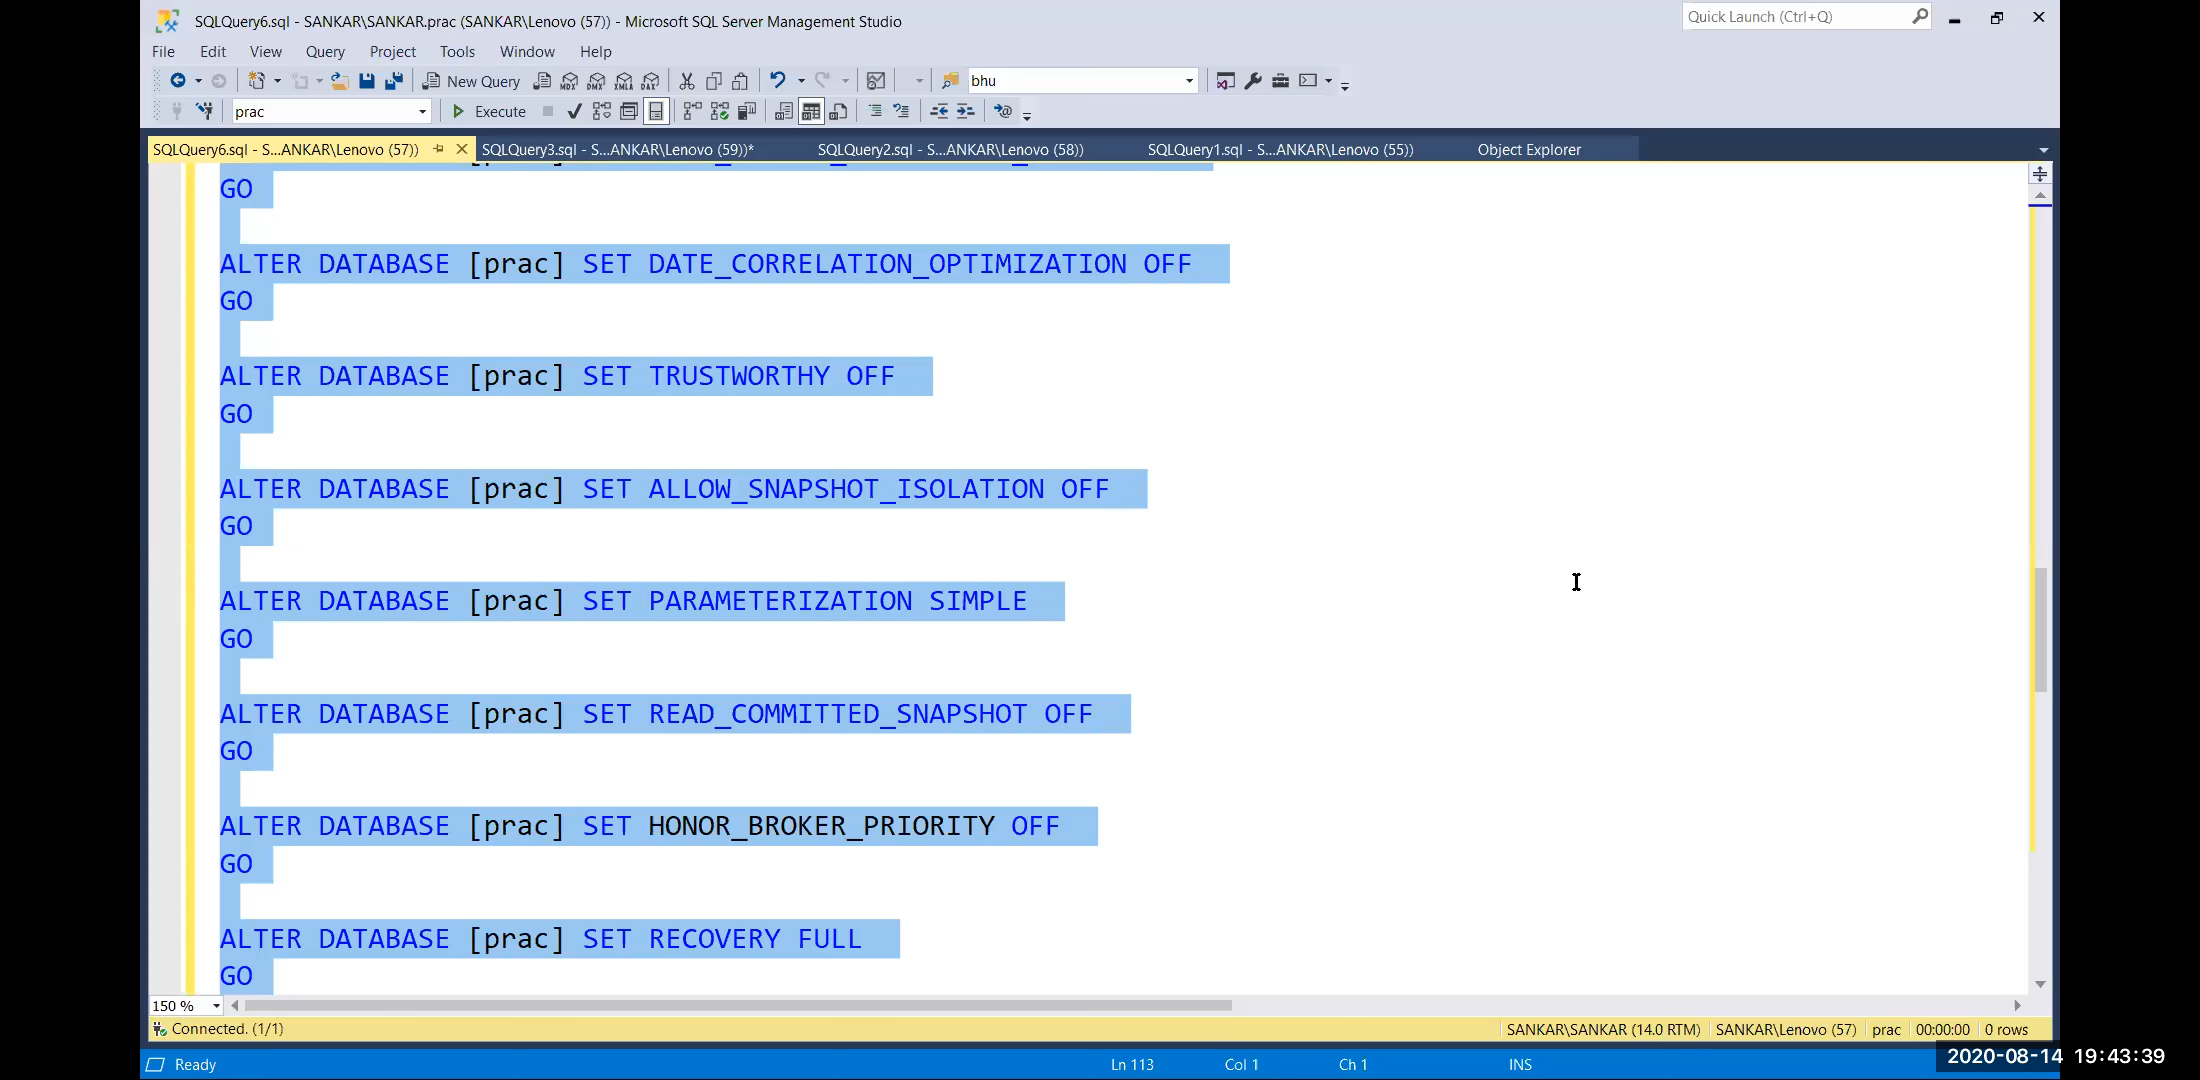 SQLQuery6.sql - SANKAR\SANKAR.prac (SANKAR\Lenovo (57)) - Microsoft SQL Server Management Studio
Quick Launch (Ctrl+Q)
File Edit View Query Project Tools Window Help
New Query MDX DMX XMLA DAX bhu
prac Execute
SQLQuery6.sql - S...ANKAR\Lenovo (57)) SQLQuery3.sql - S...ANKAR\Lenovo (59))* SQLQuery2.sql - S...ANKAR\Lenovo (58)) SQLQuery1.sql - S...ANKAR\Lenovo (55)) Object Explorer
GO
ALTER DATABASE [prac] SET DATE_CORRELATION_OPTIMIZATION OFF
GO
ALTER DATABASE [prac] SET TRUSTWORTHY OFF
GO
ALTER DATABASE [prac] SET ALLOW_SNAPSHOT_ISOLATION OFF
GO
ALTER DATABASE [prac] SET PARAMETERIZATION SIMPLE
GO
ALTER DATABASE [prac] SET READ_COMMITTED_SNAPSHOT OFF
GO
ALTER DATABASE [prac] SET HONOR_BROKER_PRIORITY OFF
GO
ALTER DATABASE [prac] SET RECOVERY FULL
GO
150 %
Connected. (1/1) SANKAR\SANKAR (14.0 RTM) SANKAR\Lenovo (57) prac 00:00:00 0 rows
Ready Ln 113 Col 1 Ch 1 INS
2020-08-14 19:43:39